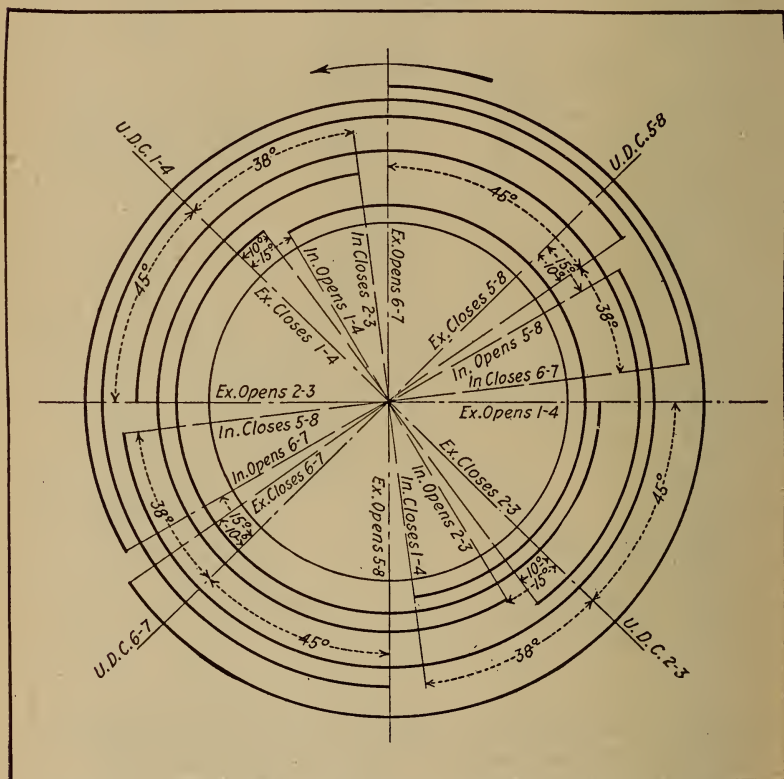 U.D.C. 1-4
38°
45°
U.D.C. 5-8
45°
-10°-
-15°-
In. Opens 1-4
In Closes 2-3
Ex. Opens 6-7
Ex. Closes 1-4
Ex. Closes 5-8
-15°-
-10°-
In. Opens 5-8
In Closes 6-7
38°
Ex. Opens 2-3
Ex. Opens 1-4
In. Closes 5-8
In. Opens 6-7
Ex. Closes 6-7
Ex. Opens 5-8
In. Closes 1-4
In. Opens 2-3
Ex. Closes 2-3
45°
38°
15°
-10-
-10°-
-15°-
45°
38°
U.D.C. 6-7
U.D.C. 2-3